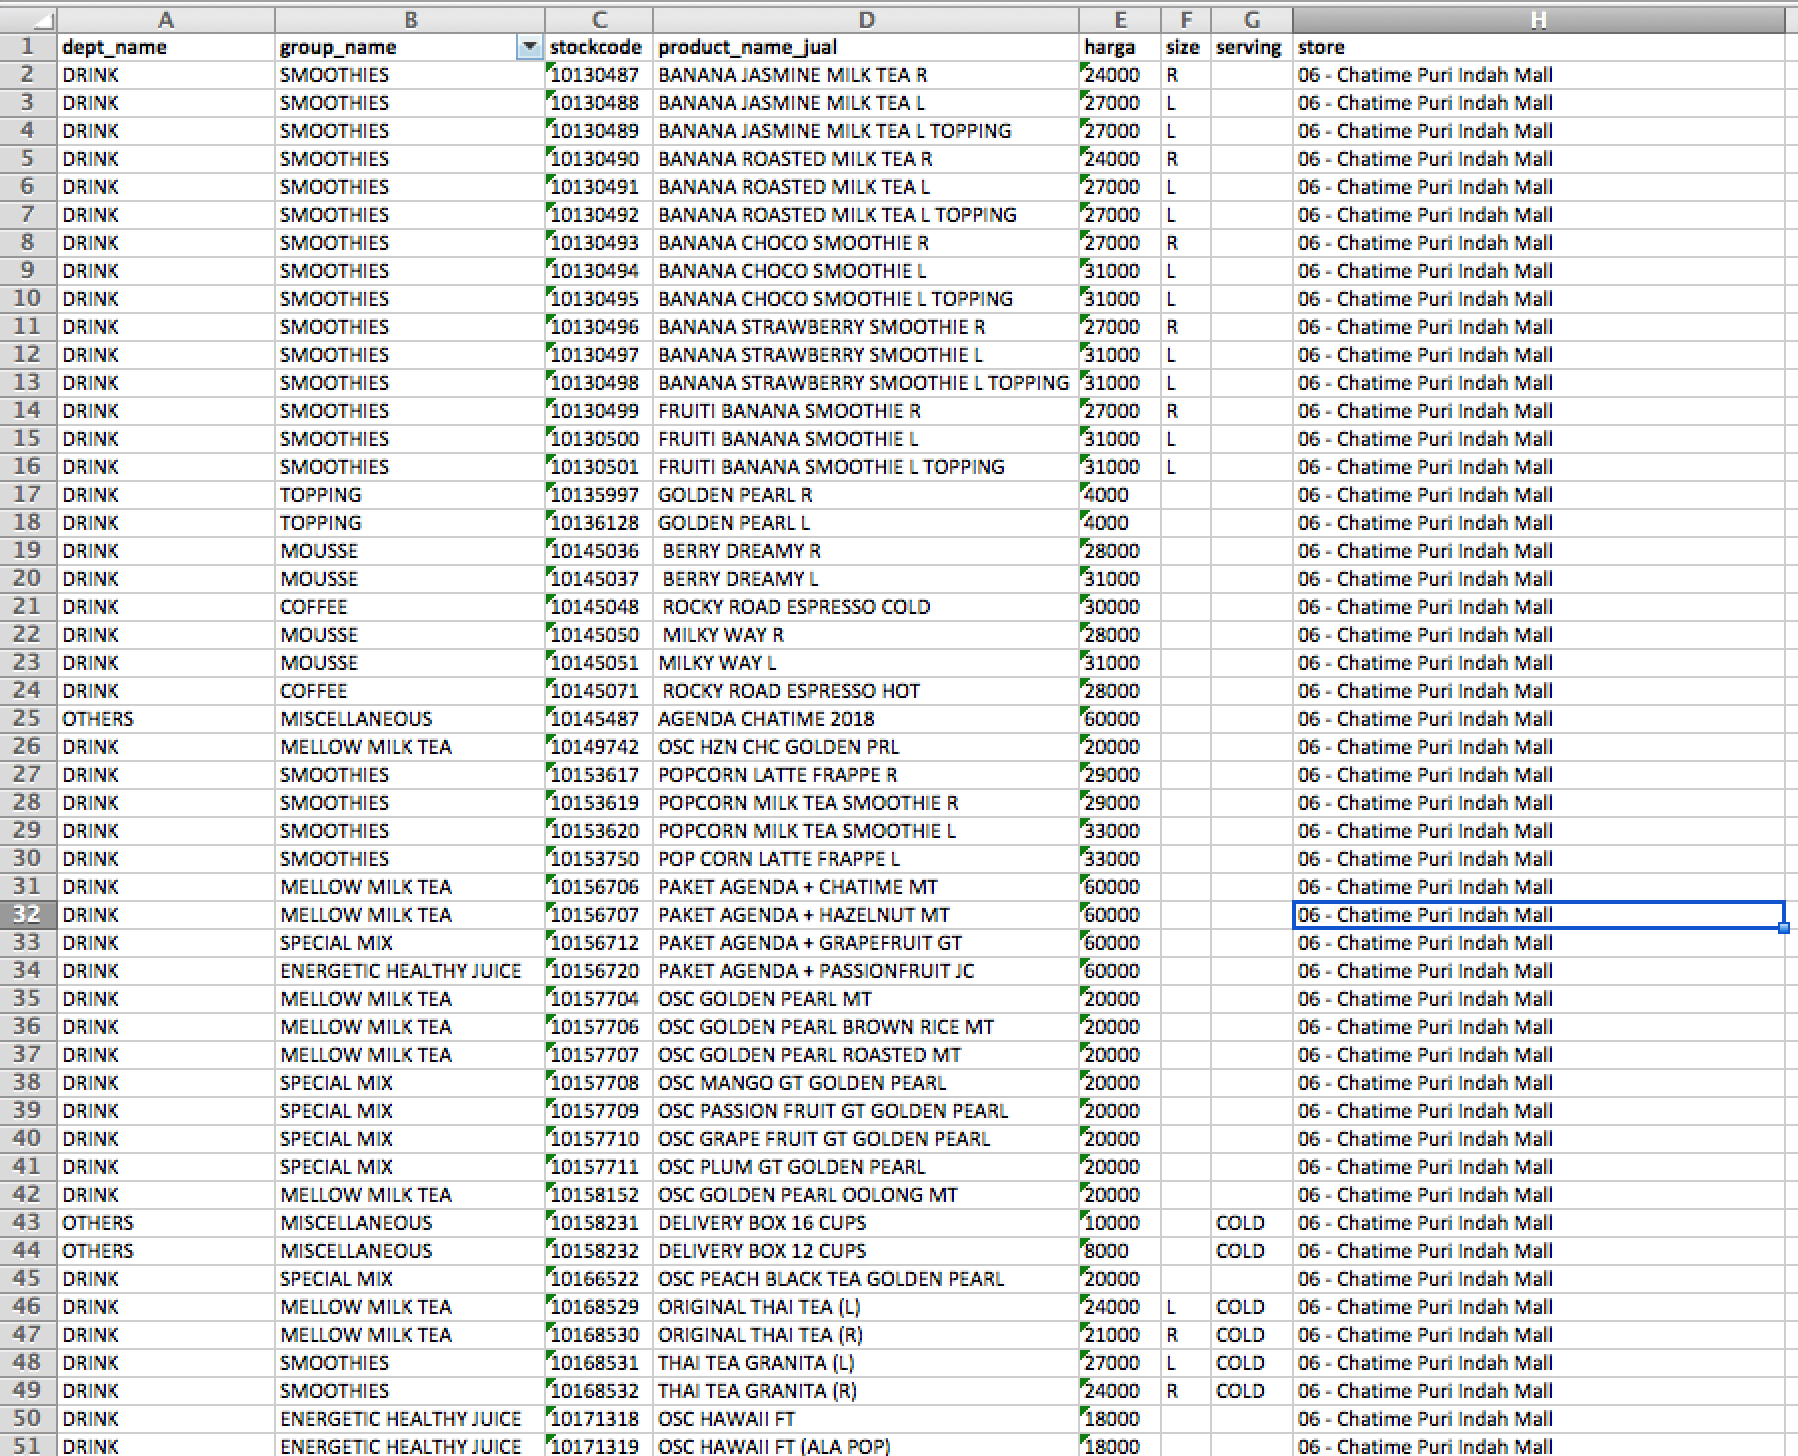 A B C D E F G H
1 dept_name group_name stockcode product_name_jual harga size serving store
2 DRINK SMOOTHIES 10130487 BANANA JASMINE MILK TEA R 24000 R 06 - Chatime Puri Indah Mall
3 DRINK SMOOTHIES 10130488 BANANA JASMINE MILK TEA L 27000 L 06 - Chatime Puri Indah Mall
4 DRINK SMOOTHIES 10130489 BANANA JASMINE MILK TEA L TOPPING 27000 L 06 - Chatime Puri Indah Mall
5 DRINK SMOOTHIES 10130490 BANANA ROASTED MILK TEA R 24000 R 06 - Chatime Puri Indah Mall
6 DRINK SMOOTHIES 10130491 BANANA ROASTED MILK TEA L 27000 L 06 - Chatime Puri Indah Mall
7 DRINK SMOOTHIES 10130492 BANANA ROASTED MILK TEA L TOPPING 27000 L 06 - Chatime Puri Indah Mall
8 DRINK SMOOTHIES 10130493 BANANA CHOCO SMOOTHIE R 27000 R 06 - Chatime Puri Indah Mall
9 DRINK SMOOTHIES 10130494 BANANA CHOCO SMOOTHIE L 31000 L 06 - Chatime Puri Indah Mall
10 DRINK SMOOTHIES 10130495 BANANA CHOCO SMOOTHIE L TOPPING 31000 L 06 - Chatime Puri Indah Mall
11 DRINK SMOOTHIES 10130496 BANANA STRAWBERRY SMOOTHIE R 27000 R 06 - Chatime Puri Indah Mall
12 DRINK SMOOTHIES 10130497 BANANA STRAWBERRY SMOOTHIE L 31000 L 06 - Chatime Puri Indah Mall
13 DRINK SMOOTHIES 10130498 BANANA STRAWBERRY SMOOTHIE L TOPPING 31000 L 06 - Chatime Puri Indah Mall
14 DRINK SMOOTHIES 10130499 FRUITI BANANA SMOOTHIE R 27000 R 06 - Chatime Puri Indah Mall
15 DRINK SMOOTHIES 10130500 FRUITI BANANA SMOOTHIE L 31000 L 06 - Chatime Puri Indah Mall
16 DRINK SMOOTHIES 10130501 FRUITI BANANA SMOOTHIE L TOPPING 31000 L 06 - Chatime Puri Indah Mall
17 DRINK TOPPING 10135997 GOLDEN PEARL R 4000 06 - Chatime Puri Indah Mall
18 DRINK TOPPING 10136128 GOLDEN PEARL L 4000 06 - Chatime Puri Indah Mall
19 DRINK MOUSSE 10145036 BERRY DREAMY R 28000 06 - Chatime Puri Indah Mall
20 DRINK MOUSSE 10145037 BERRY DREAMY L 31000 06 - Chatime Puri Indah Mall
21 DRINK COFFEE 10145048 ROCKY ROAD ESPRESSO COLD 30000 06 - Chatime Puri Indah Mall
22 DRINK MOUSSE 10145050 MILKY WAY R 28000 06 - Chatime Puri Indah Mall
23 DRINK MOUSSE 10145051 MILKY WAY L 31000 06 - Chatime Puri Indah Mall
24 DRINK COFFEE 10145071 ROCKY ROAD ESPRESSO HOT 28000 06 - Chatime Puri Indah Mall
25 OTHERS MISCELLANEOUS 10145487 AGENDA CHATIME 2018 60000 06 - Chatime Puri Indah Mall
26 DRINK MELLOW MILK TEA 10149742 OSC HZN CHC GOLDEN PRL 20000 06 - Chatime Puri Indah Mall
27 DRINK SMOOTHIES 10153617 POPCORN LATTE FRAPPE R 29000 06 - Chatime Puri Indah Mall
28 DRINK SMOOTHIES 10153619 POPCORN MILK TEA SMOOTHIE R 29000 06 - Chatime Puri Indah Mall
29 DRINK SMOOTHIES 10153620 POPCORN MILK TEA SMOOTHIE L 33000 06 - Chatime Puri Indah Mall
30 DRINK SMOOTHIES 10153750 POP CORN LATTE FRAPPE L 33000 06 - Chatime Puri Indah Mall
31 DRINK MELLOW MILK TEA 10156706 PAKET AGENDA + CHATIME MT 60000 06 - Chatime Puri Indah Mall
32 DRINK MELLOW MILK TEA 10156707 PAKET AGENDA + HAZELNUT MT 60000 06 - Chatime Puri Indah Mall
33 DRINK SPECIAL MIX 10156712 PAKET AGENDA + GRAPEFRUIT GT 60000 06 - Chatime Puri Indah Mall
34 DRINK ENERGETIC HEALTHY JUICE 10156720 PAKET AGENDA + PASSIONFRUIT JC 60000 06 - Chatime Puri Indah Mall
35 DRINK MELLOW MILK TEA 10157704 OSC GOLDEN PEARL MT 20000 06 - Chatime Puri Indah Mall
36 DRINK MELLOW MILK TEA 10157706 OSC GOLDEN PEARL BROWN RICE MT 20000 06 - Chatime Puri Indah Mall
37 DRINK MELLOW MILK TEA 10157707 OSC GOLDEN PEARL ROASTED MT 20000 06 - Chatime Puri Indah Mall
38 DRINK SPECIAL MIX 10157708 OSC MANGO GT GOLDEN PEARL 20000 06 - Chatime Puri Indah Mall
39 DRINK SPECIAL MIX 10157709 OSC PASSION FRUIT GT GOLDEN PEARL 20000 06 - Chatime Puri Indah Mall
40 DRINK SPECIAL MIX 10157710 OSC GRAPE FRUIT GT GOLDEN PEARL 20000 06 - Chatime Puri Indah Mall
41 DRINK SPECIAL MIX 10157711 OSC PLUM GT GOLDEN PEARL 20000 06 - Chatime Puri Indah Mall
42 DRINK MELLOW MILK TEA 10158152 OSC GOLDEN PEARL OOLONG MT 20000 06 - Chatime Puri Indah Mall
43 OTHERS MISCELLANEOUS 10158231 DELIVERY BOX 16 CUPS 10000 COLD 06 - Chatime Puri Indah Mall
44 OTHERS MISCELLANEOUS 10158232 DELIVERY BOX 12 CUPS 8000 COLD 06 - Chatime Puri Indah Mall
45 DRINK SPECIAL MIX 10166522 OSC PEACH BLACK TEA GOLDEN PEARL 20000 06 - Chatime Puri Indah Mall
46 DRINK MELLOW MILK TEA 10168529 ORIGINAL THAI TEA (L) 24000 L COLD 06 - Chatime Puri Indah Mall
47 DRINK MELLOW MILK TEA 10168530 ORIGINAL THAI TEA (R) 21000 R COLD 06 - Chatime Puri Indah Mall
48 DRINK SMOOTHIES 10168531 THAI TEA GRANITA (L) 27000 L COLD 06 - Chatime Puri Indah Mall
49 DRINK SMOOTHIES 10168532 THAI TEA GRANITA (R) 24000 R COLD 06 - Chatime Puri Indah Mall
50 DRINK ENERGETIC HEALTHY JUICE 10171318 OSC HAWAII FT 18000 06 - Chatime Puri Indah Mall
51 DRINK ENERGETIC HEALTHY JUICE 10171319 OSC HAWAII FT (ALA POP) 18000 06 - Chatime Puri Indah Mall